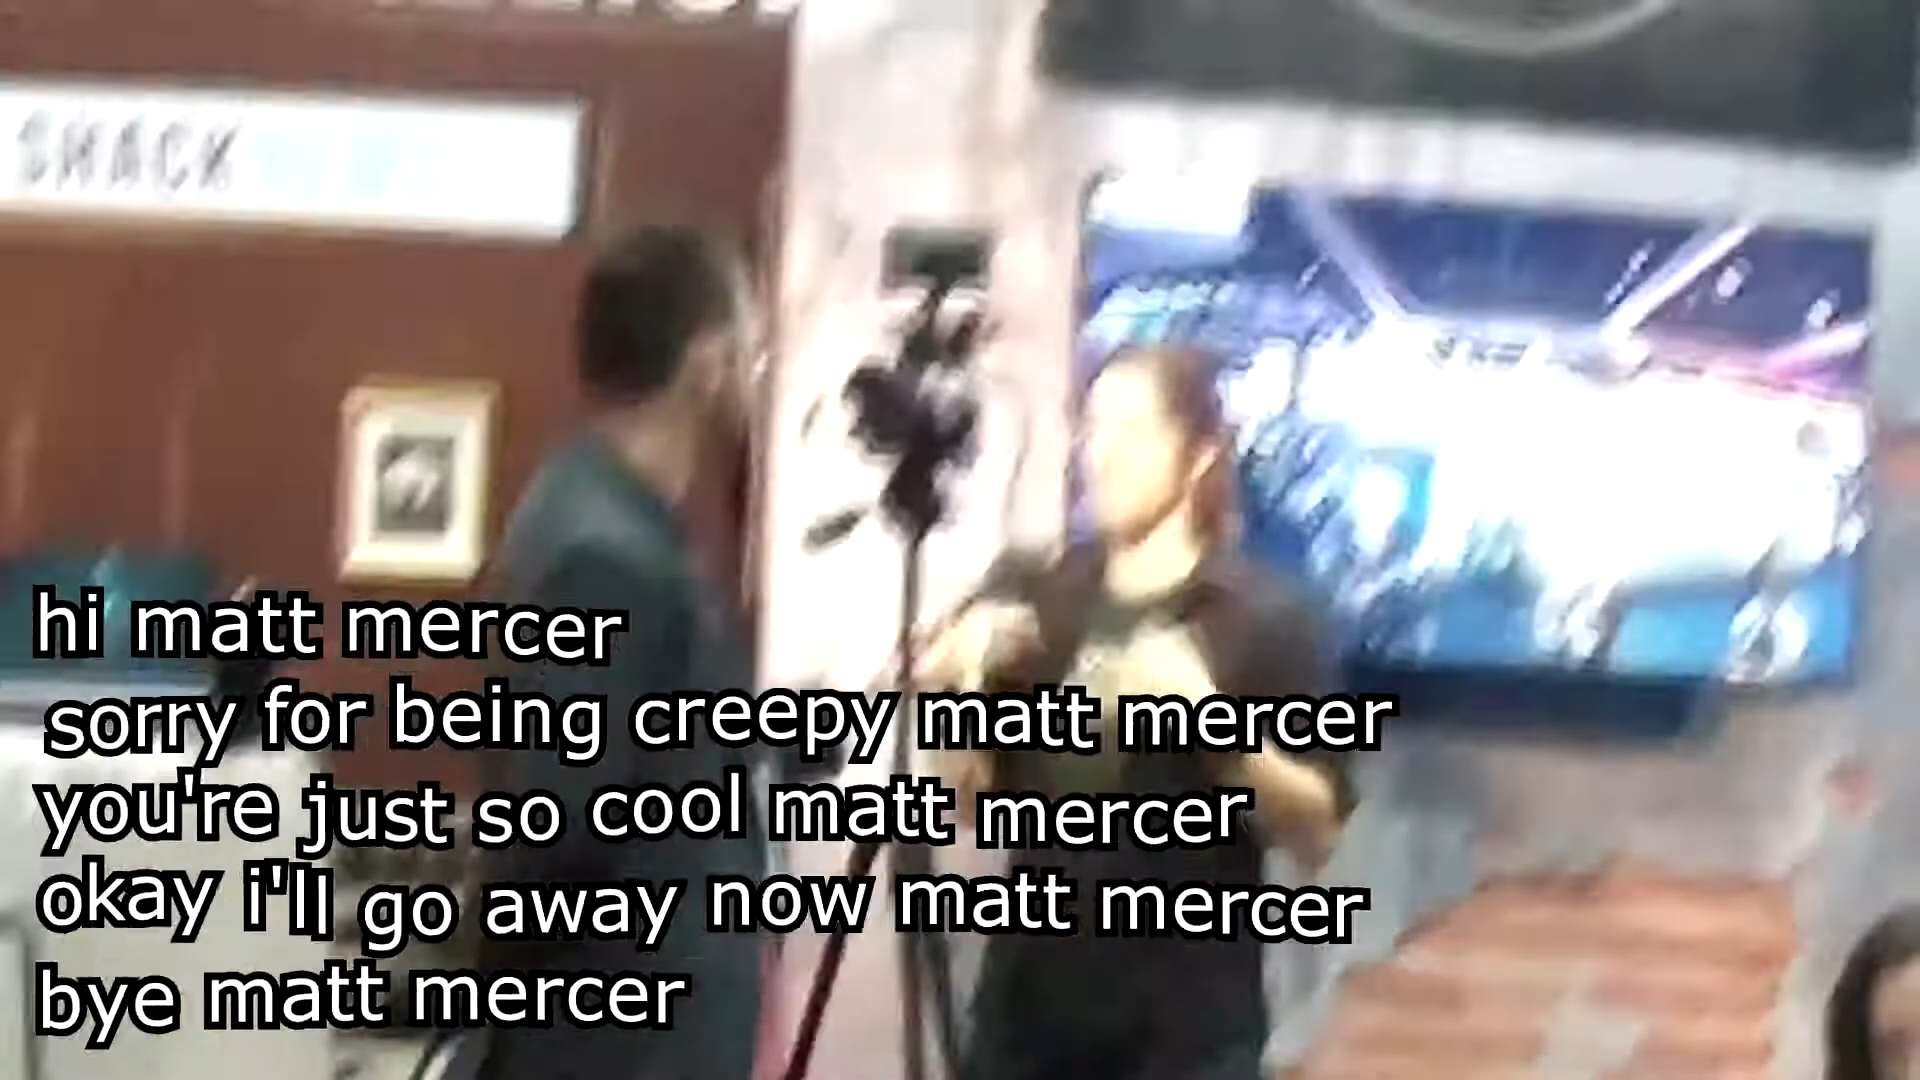 SHACK
hi matt mercer
sorry for being creepy matt mercer
you're just so cool matt mercer
okay i'll go away now matt mercer
bye matt mercer